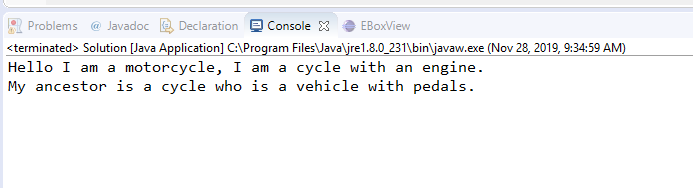 Problems @ Javadoc Declaration Console EBoxView
<terminated> Solution [Java Application] C:\Program Files\Java\jre1.8.0_231\bin\javaw.exe (Nov 28, 2019, 9:34:59 AM)
Hello I am a motorcycle, I am a cycle with an engine.
My ancestor is a cycle who is a vehicle with pedals.